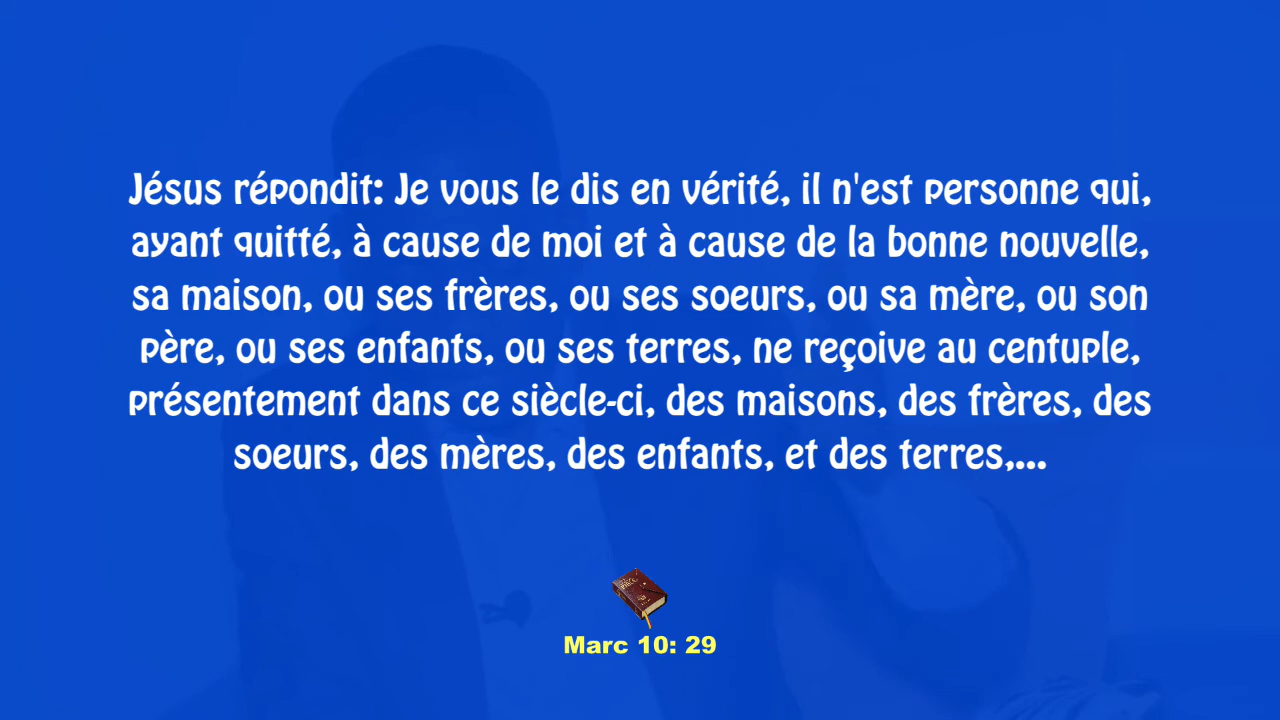 Jésus répondit: Je vous le dis en vérité, il n'est personne qui,
ayant quitté, à cause de moi et à cause de la bonne nouvelle,
sa maison, ou ses frères, ou ses soeurs, ou sa mère, ou son
père, ou ses enfants, ou ses terres, ne reçoive au centuple,
présentement dans ce siècle-ci, des maisons, des frères, des
soeurs, des mères, des enfants, et des terres,...
Marc 10: 29